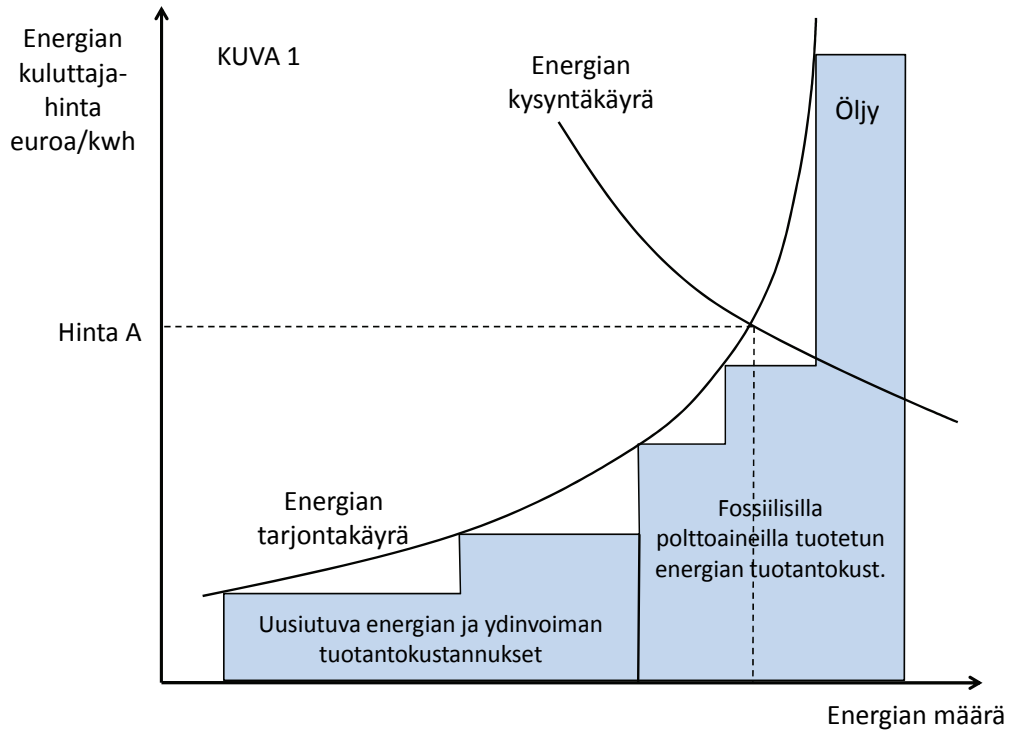 Energian
kuluttaja-
hinta
euroa/kwh
KUVA 1
Energian
kysyntäkäyrä
Öljy
Hinta A
Energian
tarjontakäyrä
Fossiilisilla
polttoaineilla tuotetun
energian tuotantokust.
Uusiutuva energian ja ydinvoiman
tuotantokustannukset
Energian määrä